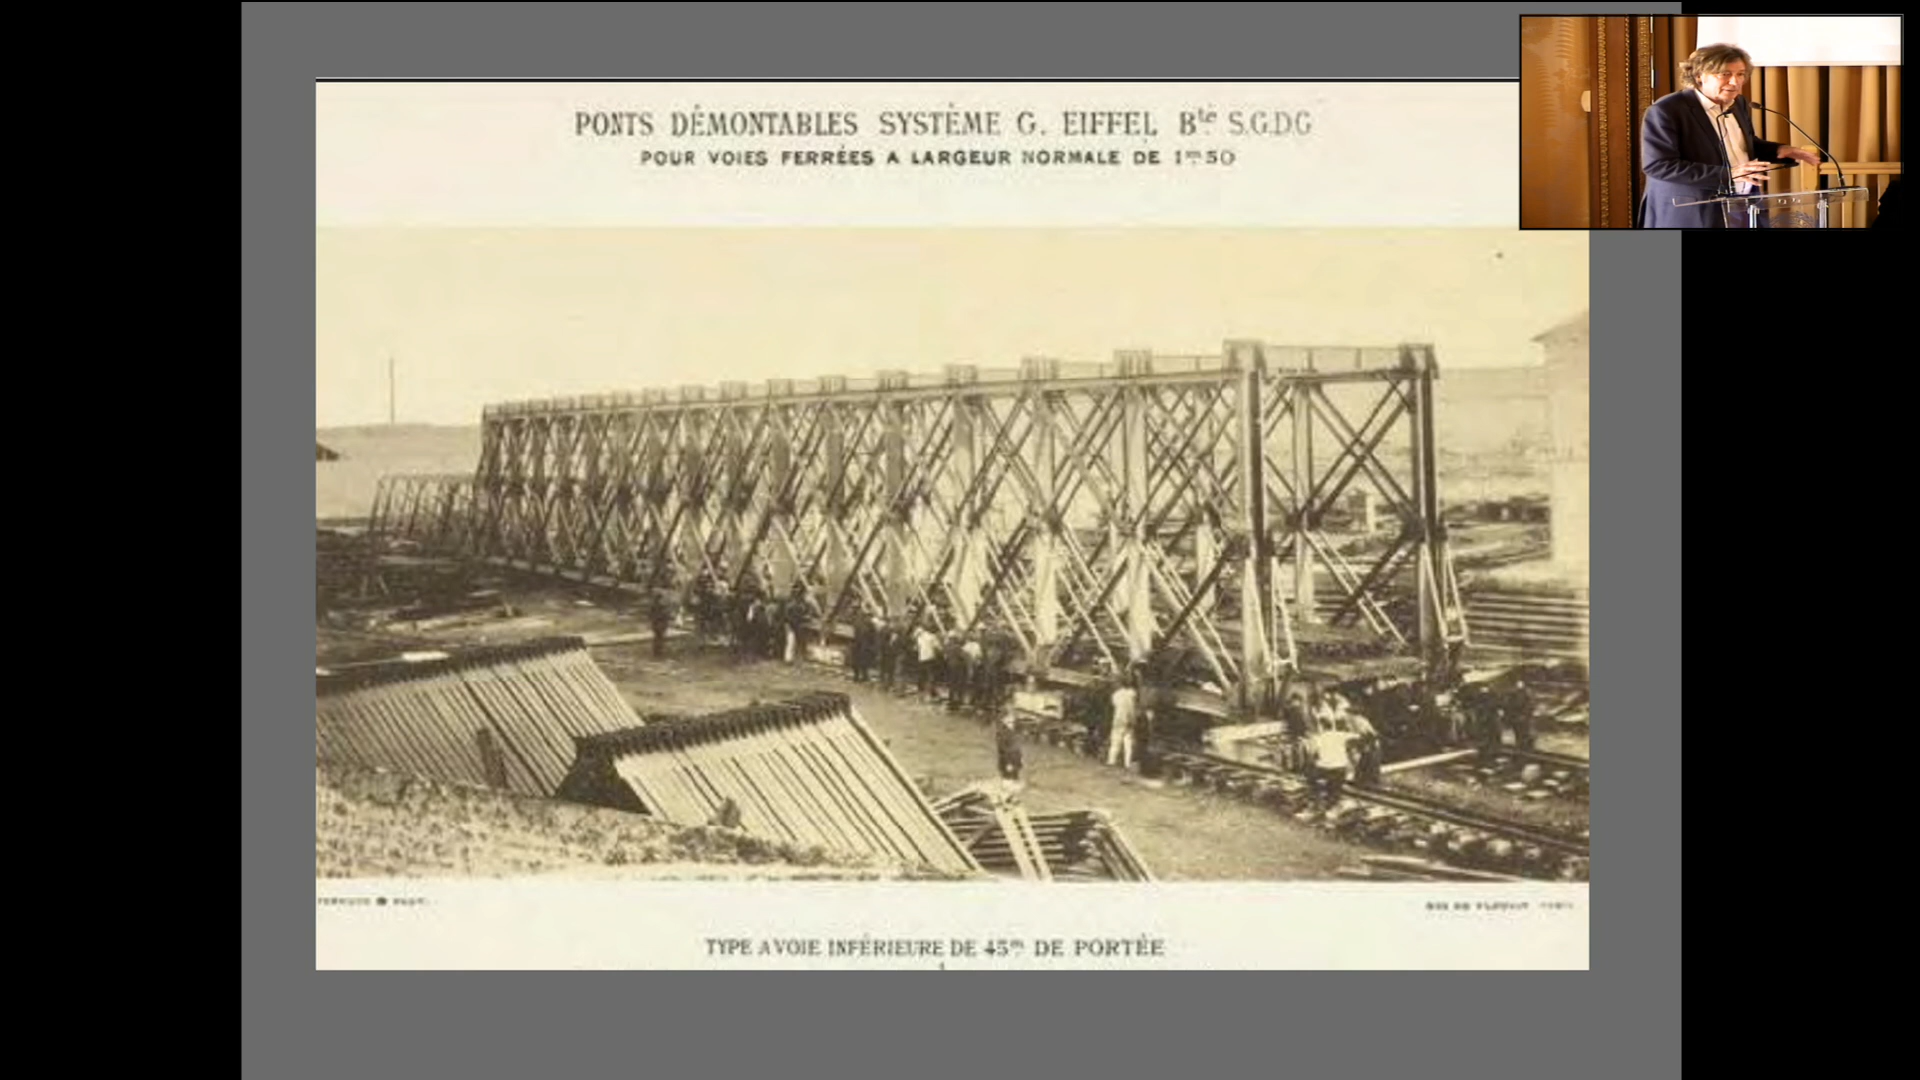 PONTS DÉMONTABLES SYSTÈME G. EIFFEL Bté S.G.D.G
POUR VOIES FERRÉES A LARGEUR NORMALE DE 1m50
TYPE A VOIE INFÉRIEURE DE 45m DE PORTÉE